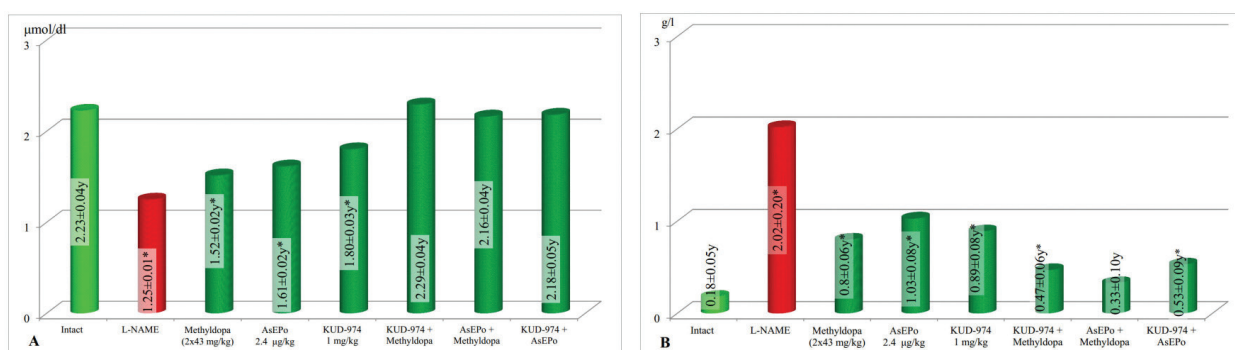 μmol/dl
3
2
1
0
2.23±0.04y
1.25±0.01*
1.52±0.02y*
1.61±0.02y*
1.80±0.03y*
2.29±0.04y
2.16±0.04y
2.18±0.05y
A
Intact
L-NAME
Methyldopa
(2x43 mg/kg)
AsEPo
2.4 μg/kg
KUD-974
1 mg/kg
KUD-974 +
Methyldopa
AsEPo +
Methyldopa
KUD-974 +
AsEPo
g/l
3
2
1
0
0.18±0.05y
2.02±0.20*
0.8±0.06y*
1.03±0.08y*
0.89±0.08y*
0.47±0.06y*
0.33±0.10y
0.53±0.09y*
B
Intact
L-NAME
Methyldopa
(2x43 mg/kg)
AsEPo
2.4 μg/kg
KUD-974
1 mg/kg
KUD-974 +
Methyldopa
AsEPo +
Methyldopa
KUD-974 +
AsEPo